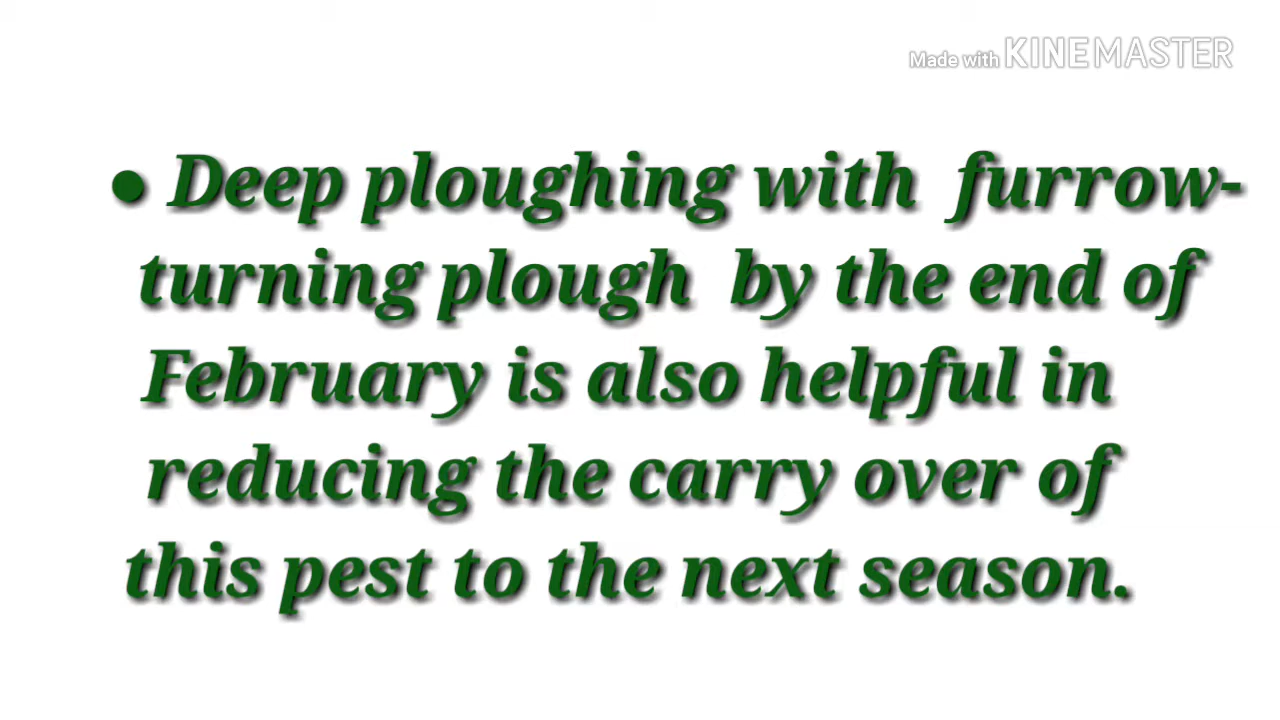 Made with KINEMASTER
• Deep ploughing with furrow-
turning plough by the end of
February is also helpful in
reducing the carry over of
this pest to the next season.